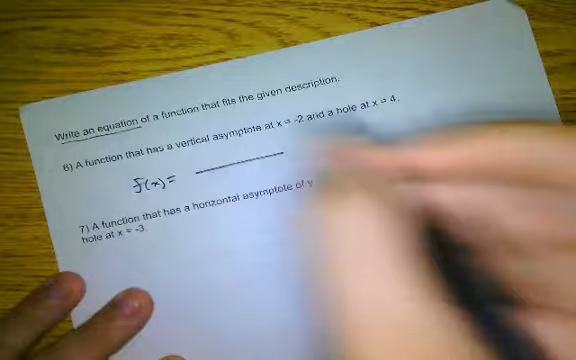 Write an equation of a function that fits the given description.
6) A function that has a vertical asymptote at x = -2 and a hole at x = 4.
f(x) =
7) A function that has a horizontal asymptote of y
hole at x = -3